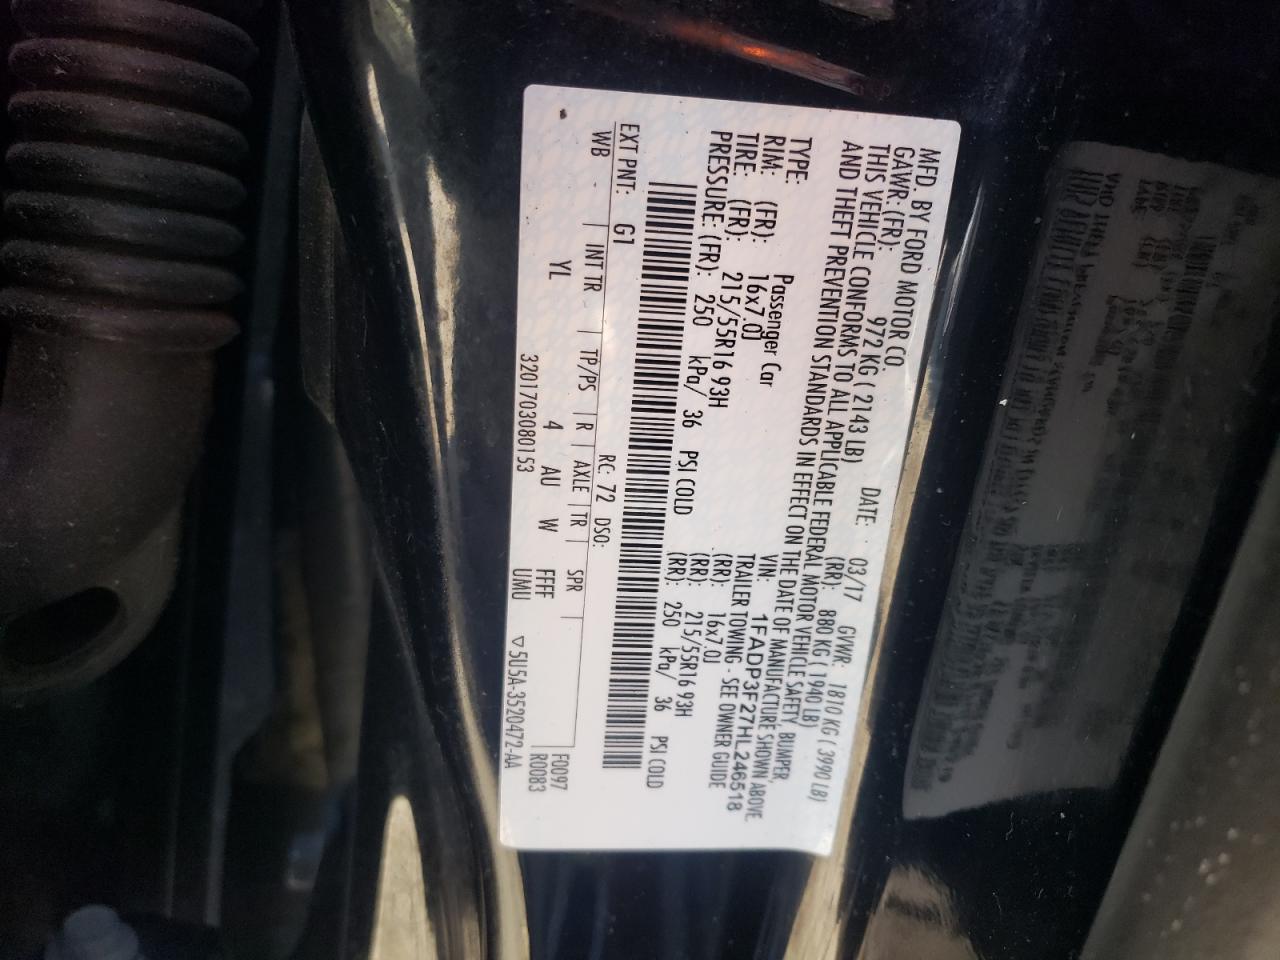 MFD. BY FORD MOTOR CO.
DATE: 03/17 GVWR: 1810 KG ( 3990 LB)
GAWR: (FR): 972 KG ( 2143 LB) (RR): 880 KG ( 1940 LB)
THIS VEHICLE CONFORMS TO ALL APPLICABLE FEDERAL MOTOR VEHICLE SAFETY, BUMPER,
AND THEFT PREVENTION STANDARDS IN EFFECT ON THE DATE OF MANUFACTURE SHOWN ABOVE.
VIN: 1FADP3F27HL246518
TYPE: Passenger Car TRAILER TOWING - SEE OWNER GUIDE
RIM: (FR): 16x7.0J (RR): 16x7.0J
TIRE: (FR): 215/55R16 93H (RR): 215/55R16 93H
PRESSURE: (FR): 250 kPa/ 36 PSI COLD (RR): 250 kPa/ 36 PSI COLD
EXT PNT: G1 RC: 72 DSO: F0097
WB INT TR TP/PS R AXLE TR SPR R0083
- YL 4 AU W FFFF
3201703080153 UMU ▽5U5A-3520472-AA